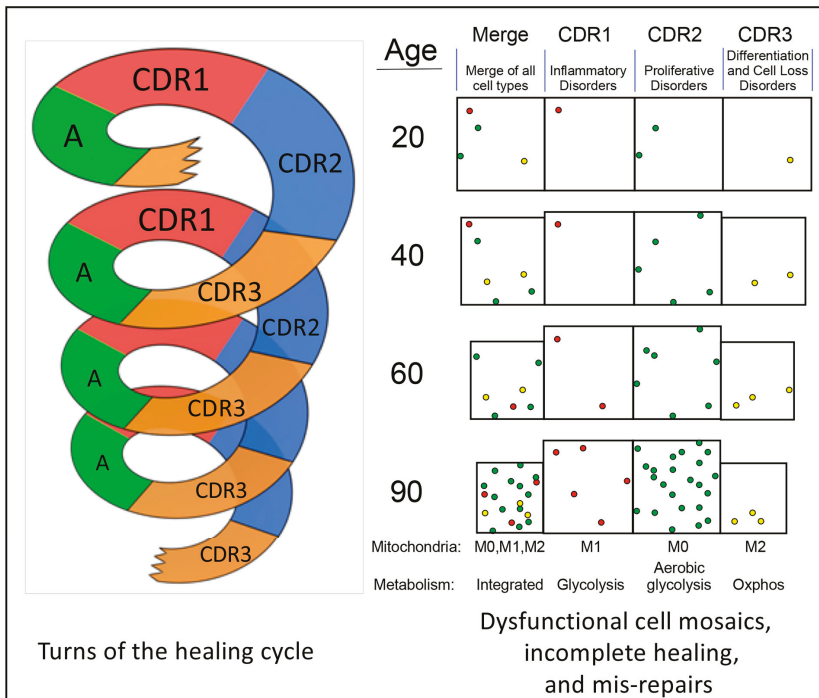 CDR1
A
CDR2
CDR1
A
CDR3
CDR2
A
CDR3
A
CDR3
CDR3
Turns of the healing cycle
Age
Merge CDR1 CDR2 CDR3
Merge of all
cell types
Inflammatory
Disorders
Proliferative
Disorders
Differentiation
and Cell Loss
Disorders
20
40
60
90
Mitochondria: M0,M1,M2 M1 M0 M2
Metabolism: Integrated Glycolysis Aerobic
glycolysis Oxphos
Dysfunctional cell mosaics,
incomplete healing,
and mis-repairs